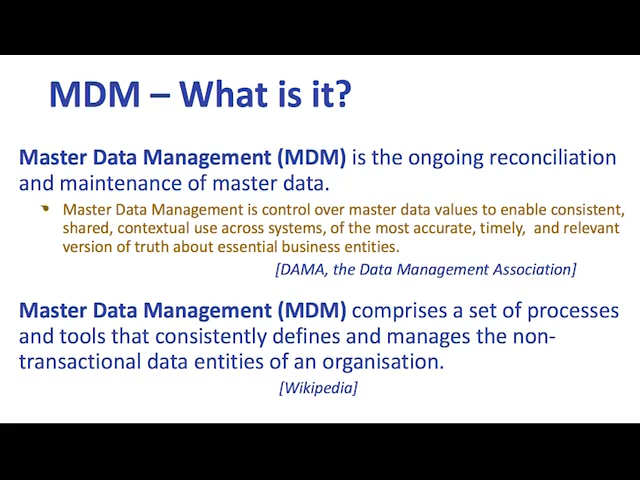 MDM – What is it?
Master Data Management (MDM) is the ongoing reconciliation
and maintenance of master data.
Master Data Management is control over master data values to enable consistent,
shared, contextual use across systems, of the most accurate, timely, and relevant
version of truth about essential business entities.
[DAMA, the Data Management Association]
Master Data Management (MDM) comprises a set of processes
and tools that consistently defines and manages the non-
transactional data entities of an organisation.
[Wikipedia]